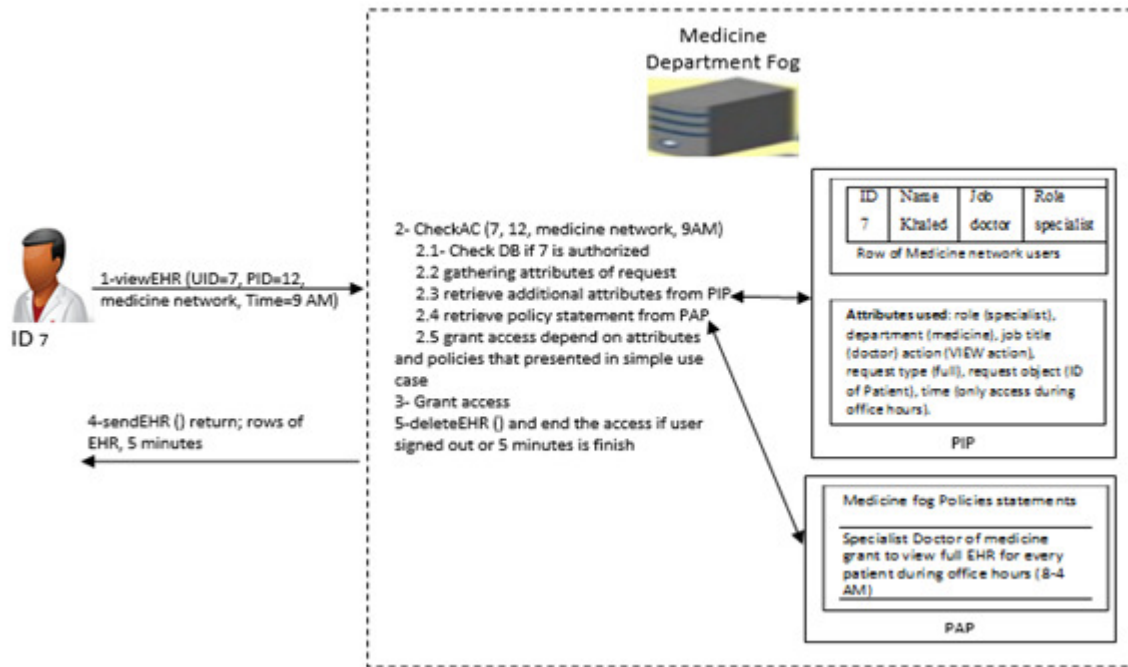 Medicine
Department Fog
ID 7
1-viewEHR (UID=7, PID=12,
medicine network, Time=9 AM)
4-sendEHR () return; rows of
EHR, 5 minutes
2- CheckAC (7, 12, medicine network, 9AM)
2.1- Check DB if 7 is authorized
2.2 gathering attributes of request
2.3 retrieve additional attributes from PIP
2.4 retrieve policy statement from PAP
2.5 grant access depend on attributes
and policies that presented in simple use
case
3- Grant access
5-deleteEHR () and end the access if user
signed out or 5 minutes is finish
ID Name Job Role
7 Khaled doctor specialist
Row of Medicine network users
Attributes used: role (specialist),
department (medicine), job title
(doctor) action (VIEW action),
request type (full), request object (ID
of Patient), time (only access during
office hours).
PIP
Medicine fog Policies statements
Specialist Doctor of medicine
grant to view full EHR for every
patient during office hours (8-4
AM)
PAP